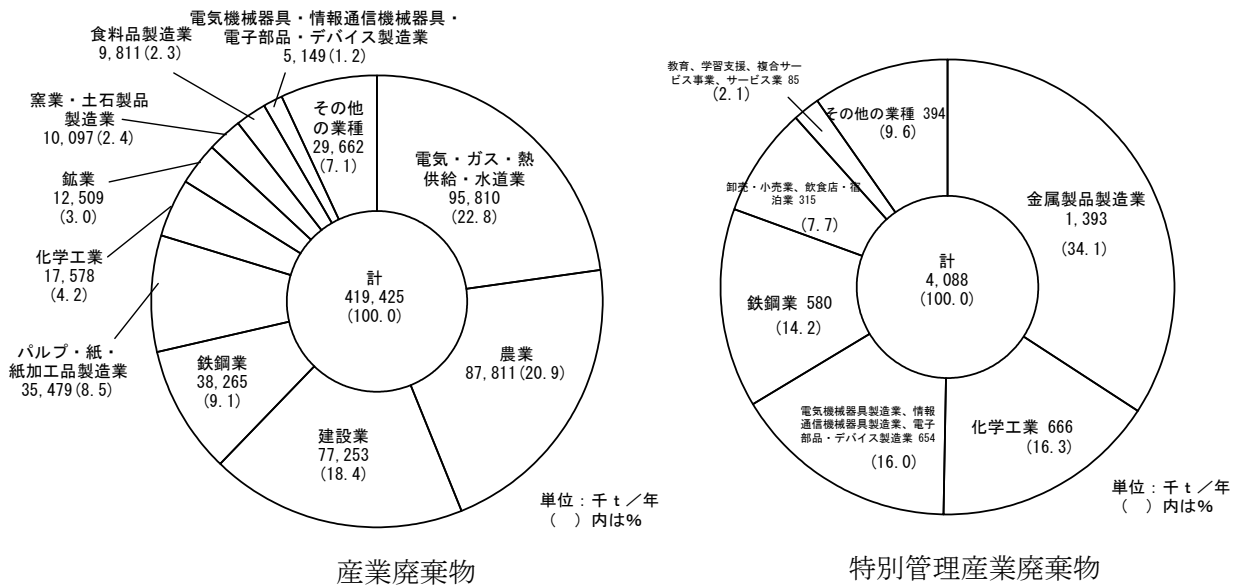 電気機械器具・情報通信機械器具・
電子部品・デバイス製造業
5,149(1.2)
食料品製造業
9,811(2.3)
窯業・土石製品
製造業
10,097(2.4)
鉱業
12,509
(3.0)
化学工業
17,578
(4.2)
パルプ・紙・
紙加工品製造業
35,479(8.5)
その他
の業種
29,662
(7.1)
電気・ガス・熱
供給・水道業
95,810
(22.8)
計
419,425
(100.0)
農業
87,811(20.9)
鉄鋼業
38,265
(9.1)
建設業
77,253
(18.4)
単位：千ｔ／年
（　）内は%
産業廃棄物
教育、学習支援、複合サー
ビス事業、サービス業 85
(2.1)
その他の業種 394
(9.6)
卸売・小売業、飲食店・宿
泊業 315
(7.7)
金属製品製造業
1,393
(34.1)
計
4,088
(100.0)
鉄鋼業 580
(14.2)
電気機械器具製造業、情報
通信機械器具製造業、電子
部品・デバイス製造業 654
(16.0)
化学工業 666
(16.3)
単位：千ｔ／年
（　）内は%
特別管理産業廃棄物